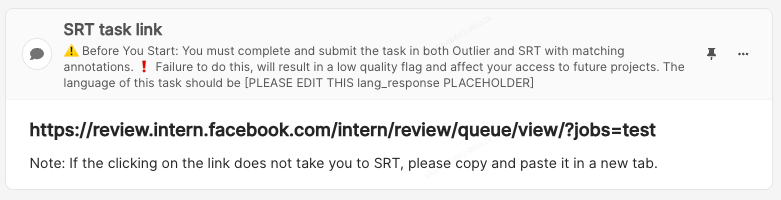 SRT task link
⚠️ Before You Start: You must complete and submit the task in both Outlier and SRT with matching
annotations. ❗ Failure to do this, will result in a low quality flag and affect your access to future projects. The
language of this task should be [PLEASE EDIT THIS lang_response PLACEHOLDER]
https://review.intern.facebook.com/intern/review/queue/view/?jobs=test
Note: If the clicking on the link does not take you to SRT, please copy and paste it in a new tab.